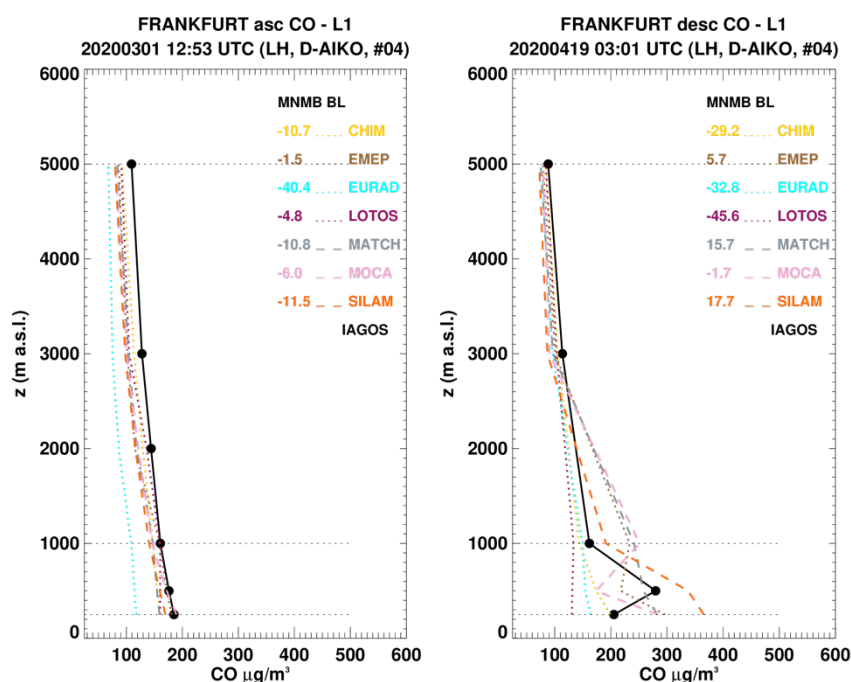 FRANKFURT asc CO - L1
20200301 12:53 UTC (LH, D-AIKO, #04)
6000
5000
4000
3000
2000
1000
0
z (m a.s.l.)
MNMB BL
-10.7 ..... CHIM
-1.5 ..... EMEP
-40.4 ..... EURAD
-4.8 ..... LOTOS
-10.8 _ _ _ MATCH
-6.0 _ _ _ MOCA
-11.5 _ _ _ SILAM
IAGOS
100 200 300 400 500 600
CO μg/m³
FRANKFURT desc CO - L1
20200419 03:01 UTC (LH, D-AIKO, #04)
6000
5000
4000
3000
2000
1000
0
z (m a.s.l.)
MNMB BL
-29.2 ..... CHIM
5.7 ..... EMEP
-32.8 ..... EURAD
-45.6 ..... LOTOS
15.7 _ _ _ MATCH
-1.7 _ _ _ MOCA
17.7 _ _ _ SILAM
IAGOS
100 200 300 400 500 600
CO μg/m³